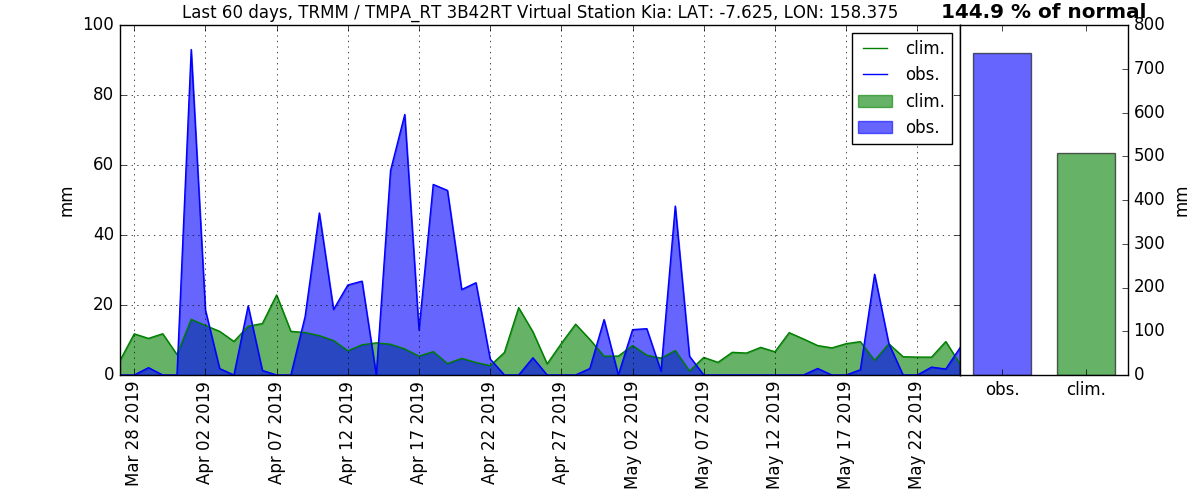 Last 60 days, TRMM / TMPA_RT 3B42RT Virtual Station Kia: LAT: -7.625, LON: 158.375
144.9 % of normal
100
80
60
40
20
0
mm
clim.
obs.
clim.
obs.
Mar 28 2019
Apr 02 2019
Apr 07 2019
Apr 12 2019
Apr 17 2019
Apr 22 2019
Apr 27 2019
May 02 2019
May 07 2019
May 12 2019
May 17 2019
May 22 2019
800
700
600
500
400
300
200
100
0
mm
obs.
clim.